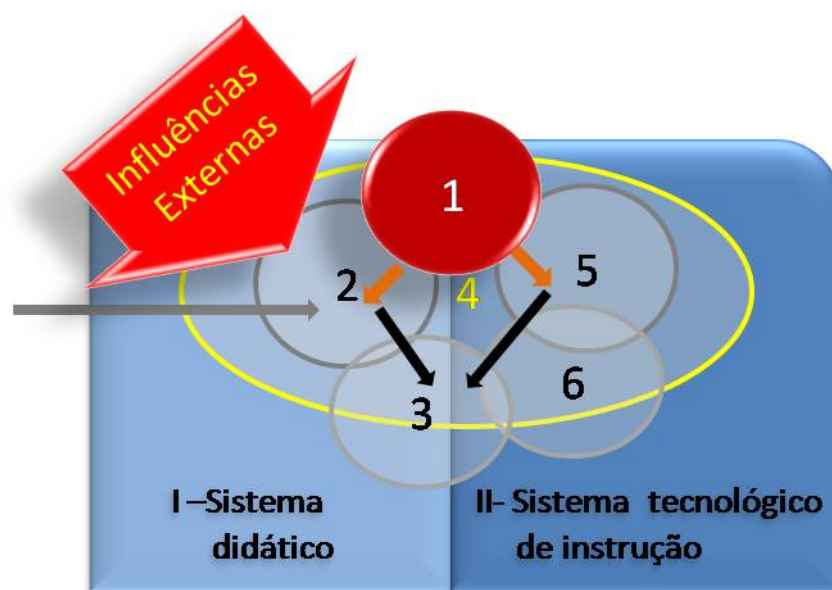 Influências
Externas
1
2
4
5
3
6
I –Sistema
didático
II- Sistema tecnológico
de instrução